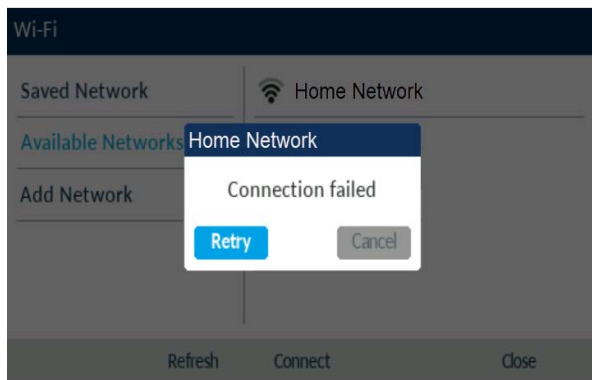 Wi-Fi
Saved Network
Home Network
Available Networks
Add Network
Home Network
Connection failed
Retry Cancel
Refresh Connect Close